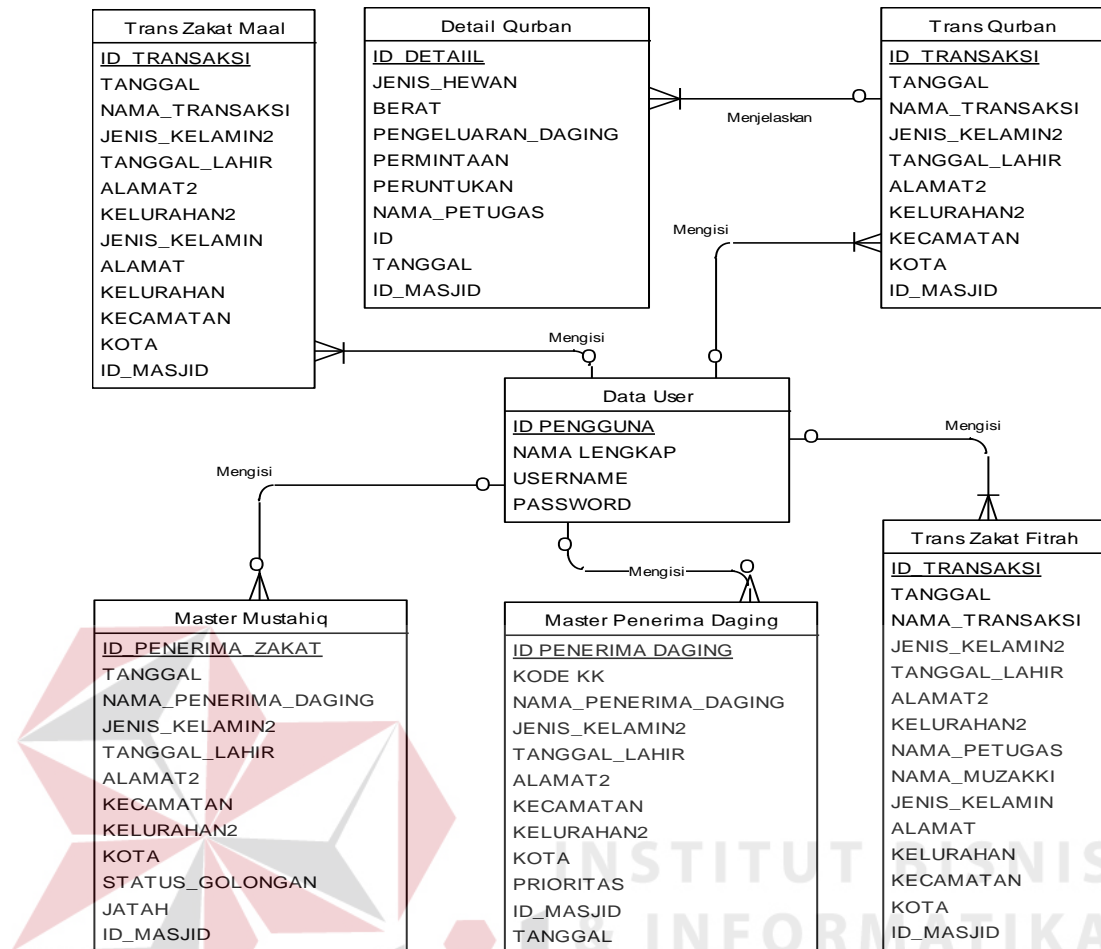 Trans Zakat Maal
ID_TRANSAKSI
TANGGAL
NAMA_TRANSAKSI
JENIS_KELAMIN2
TANGGAL_LAHIR
ALAMAT2
KELURAHAN2
JENIS_KELAMIN
ALAMAT
KELURAHAN
KECAMATAN
KOTA
ID_MASJID
Detail Qurban
ID_DETAIIL
JENIS_HEWAN
BERAT
PENGELUARAN_DAGING
PERMINTAAN
PERUNTUKAN
NAMA_PETUGAS
ID
TANGGAL
ID_MASJID
Menjelaskan
Trans Qurban
ID_TRANSAKSI
TANGGAL
NAMA_TRANSAKSI
JENIS_KELAMIN2
TANGGAL_LAHIR
ALAMAT2
KELURAHAN2
KECAMATAN
KOTA
ID_MASJID
Mengisi
Mengisi
Data User
ID PENGGUNA
NAMA LENGKAP
USERNAME
PASSWORD
Mengisi
Mengisi
Mengisi
Master Mustahiq
ID_PENERIMA_ZAKAT
TANGGAL
NAMA_PENERIMA_DAGING
JENIS_KELAMIN2
TANGGAL_LAHIR
ALAMAT2
KECAMATAN
KELURAHAN2
KOTA
STATUS_GOLONGAN
JATAH
ID_MASJID
Master Penerima Daging
ID PENERIMA DAGING
KODE KK
NAMA_PENERIMA_DAGING
JENIS_KELAMIN2
TANGGAL_LAHIR
ALAMAT2
KECAMATAN
KELURAHAN2
KOTA
PRIORITAS
ID_MASJID
TANGGAL
Trans Zakat Fitrah
ID_TRANSAKSI
TANGGAL
NAMA_TRANSAKSI
JENIS_KELAMIN2
TANGGAL_LAHIR
ALAMAT2
KELURAHAN2
NAMA_PETUGAS
NAMA_MUZAKKI
JENIS_KELAMIN
ALAMAT
KELURAHAN
KECAMATAN
KOTA
ID_MASJID
INSTITUT BISNIS
& INFORMATIKA